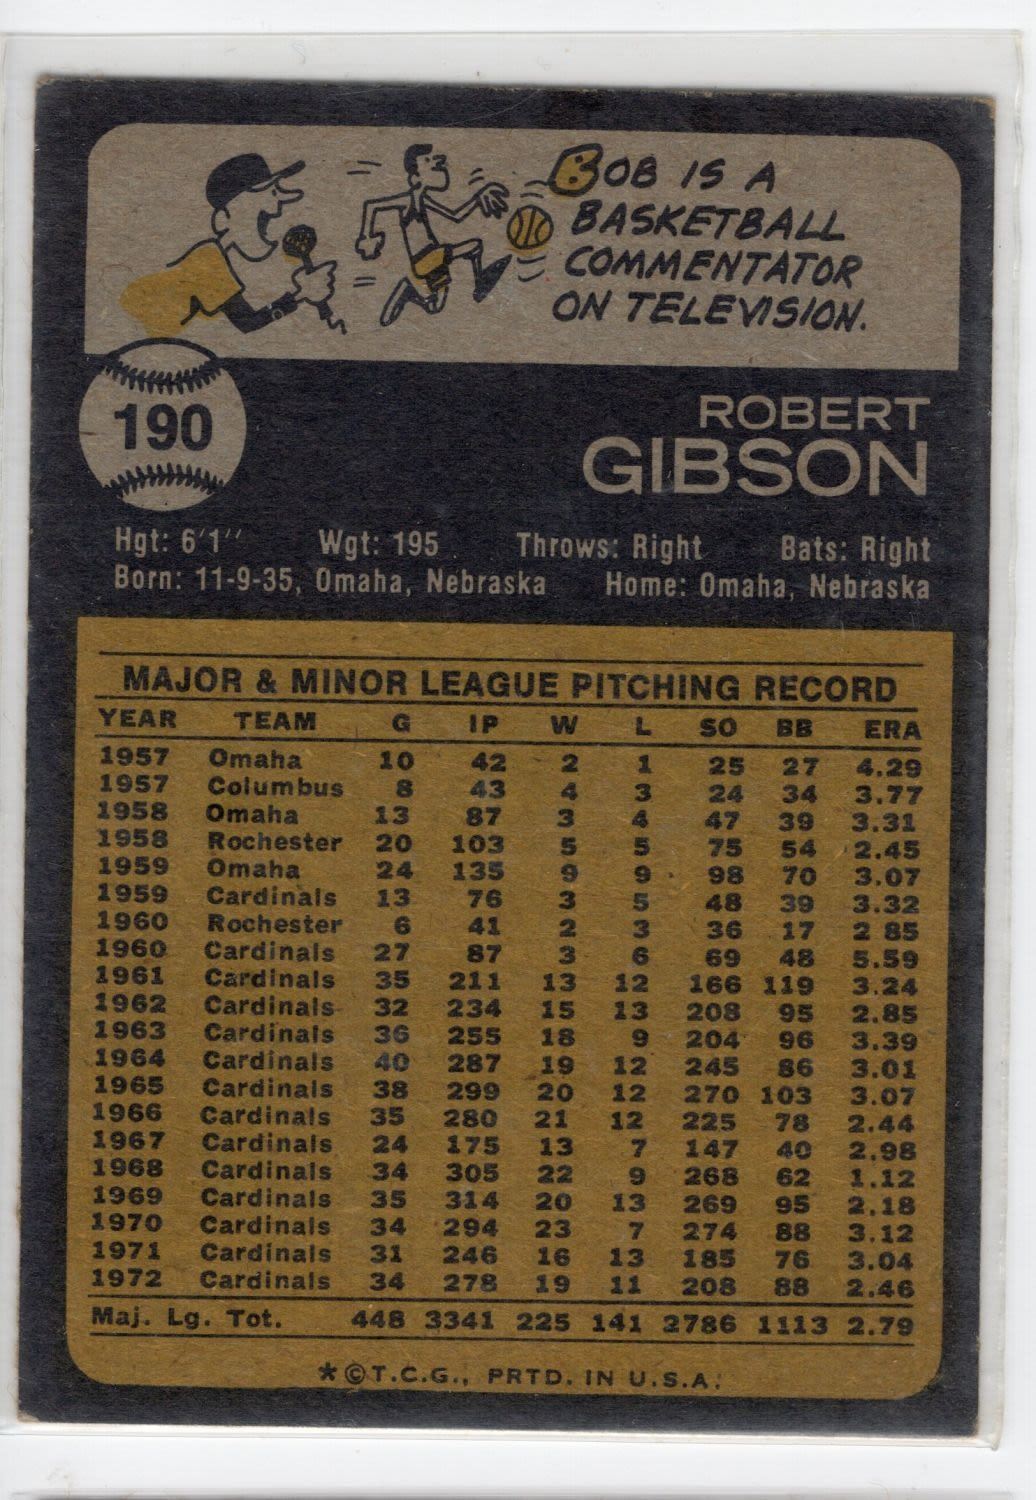 BOB IS A
BASKETBALL
COMMENTATOR
ON TELEVISION.
190
ROBERT
GIBSON
Hgt: 6'1" Wgt: 195 Throws: Right Bats: Right
Born: 11-9-35, Omaha, Nebraska Home: Omaha, Nebraska
MAJOR & MINOR LEAGUE PITCHING RECORD
YEAR TEAM G IP W L SO BB ERA
1957 Omaha 10 42 2 1 25 27 4.29
1957 Columbus 8 43 4 3 24 34 3.77
1958 Omaha 13 87 3 4 47 39 3.31
1958 Rochester 20 103 5 5 75 54 2.45
1959 Omaha 24 135 9 9 98 70 3.07
1959 Cardinals 13 76 3 5 48 39 3.32
1960 Rochester 6 41 2 3 36 17 2 85
1960 Cardinals 27 87 3 6 69 48 5.59
1961 Cardinals 35 211 13 12 166 119 3.24
1962 Cardinals 32 234 15 13 208 95 2.85
1963 Cardinals 36 255 18 9 204 96 3.39
1964 Cardinals 40 287 19 12 245 86 3.01
1965 Cardinals 38 299 20 12 270 103 3.07
1966 Cardinals 35 280 21 12 225 78 2.44
1967 Cardinals 24 175 13 7 147 40 2.98
1968 Cardinals 34 305 22 9 268 62 1.12
1969 Cardinals 35 314 20 13 269 95 2.18
1970 Cardinals 34 294 23 7 274 88 3.12
1971 Cardinals 31 246 16 13 185 76 3.04
1972 Cardinals 34 278 19 11 208 88 2.46
Maj. Lg. Tot. 448 3341 225 141 2786 1113 2.79
*©T.C.G., PRTD. IN U.S.A.